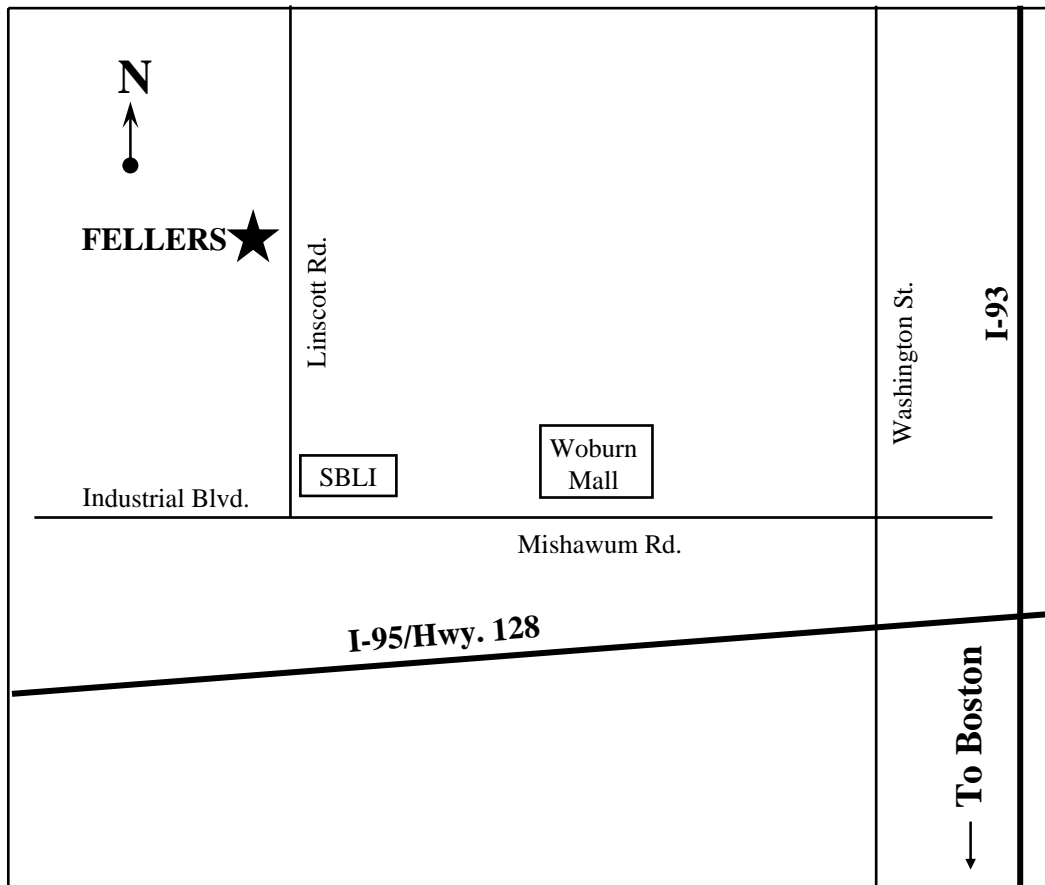 N
FELLERS
Linscott Rd.
Washington St.
I-93
SBLI
Woburn
Mall
Industrial Blvd.
Mishawum Rd.
I-95/Hwy. 128
To Boston